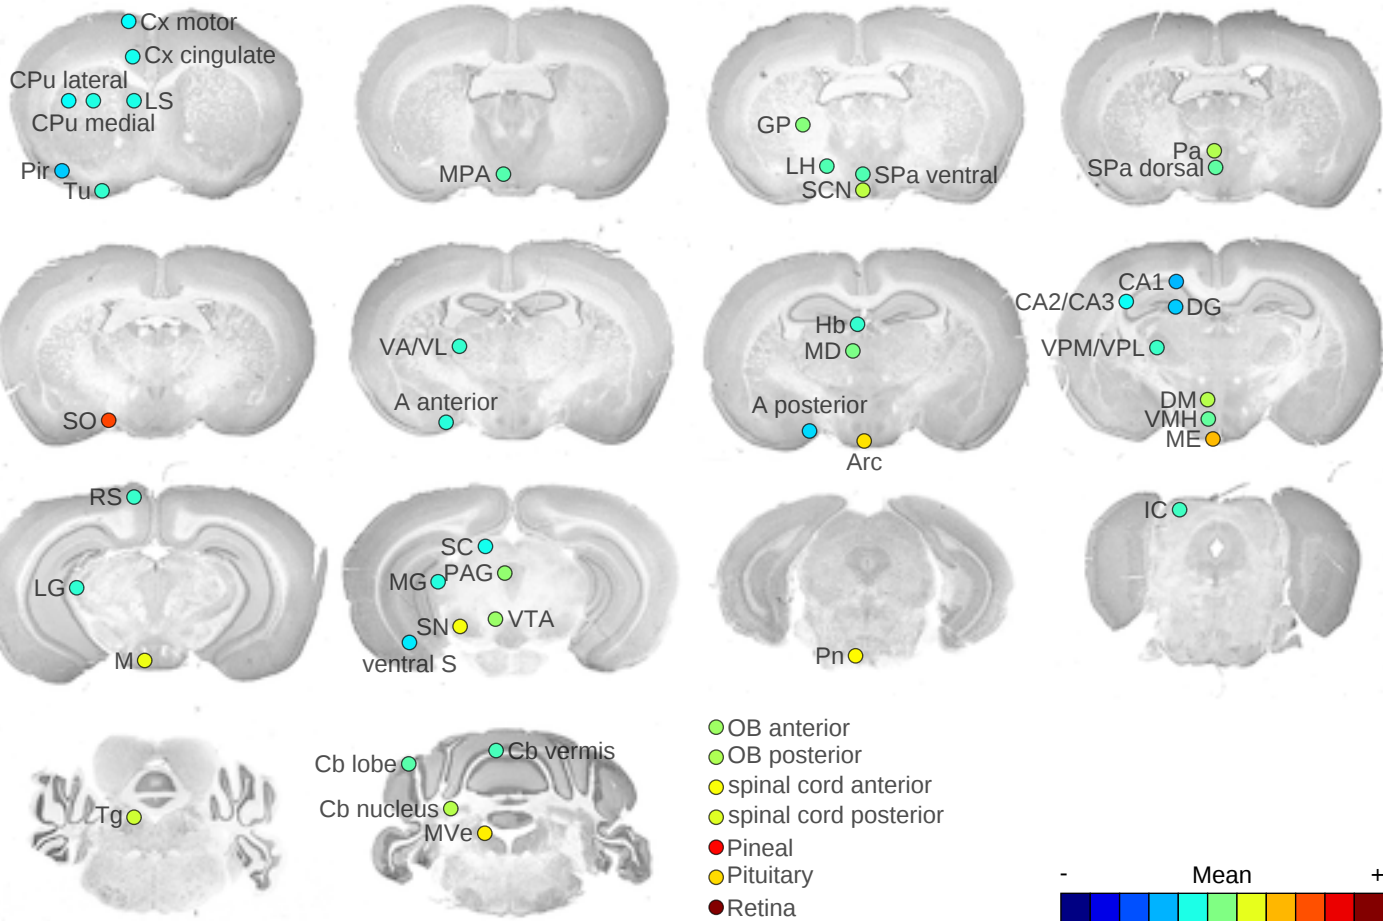 Cx motor
Cx cingulate
CPu lateral
LS
CPu medial
Pir
Tu
MPA
GP
LH
SPa ventral
SCN
Pa
SPa dorsal
SO
VA/VL
A anterior
Hb
MD
A posterior
Arc
CA1
CA2/CA3
DG
VPM/VPL
DM
VMH
ME
RS
LG
M
SC
MG
PAG
SN
VTA
ventral S
Pn
IC
Tg
Cb lobe
Cb vermis
Cb nucleus
MVe
OB anterior
OB posterior
spinal cord anterior
spinal cord posterior
Pineal
Pituitary
Retina
- Mean +